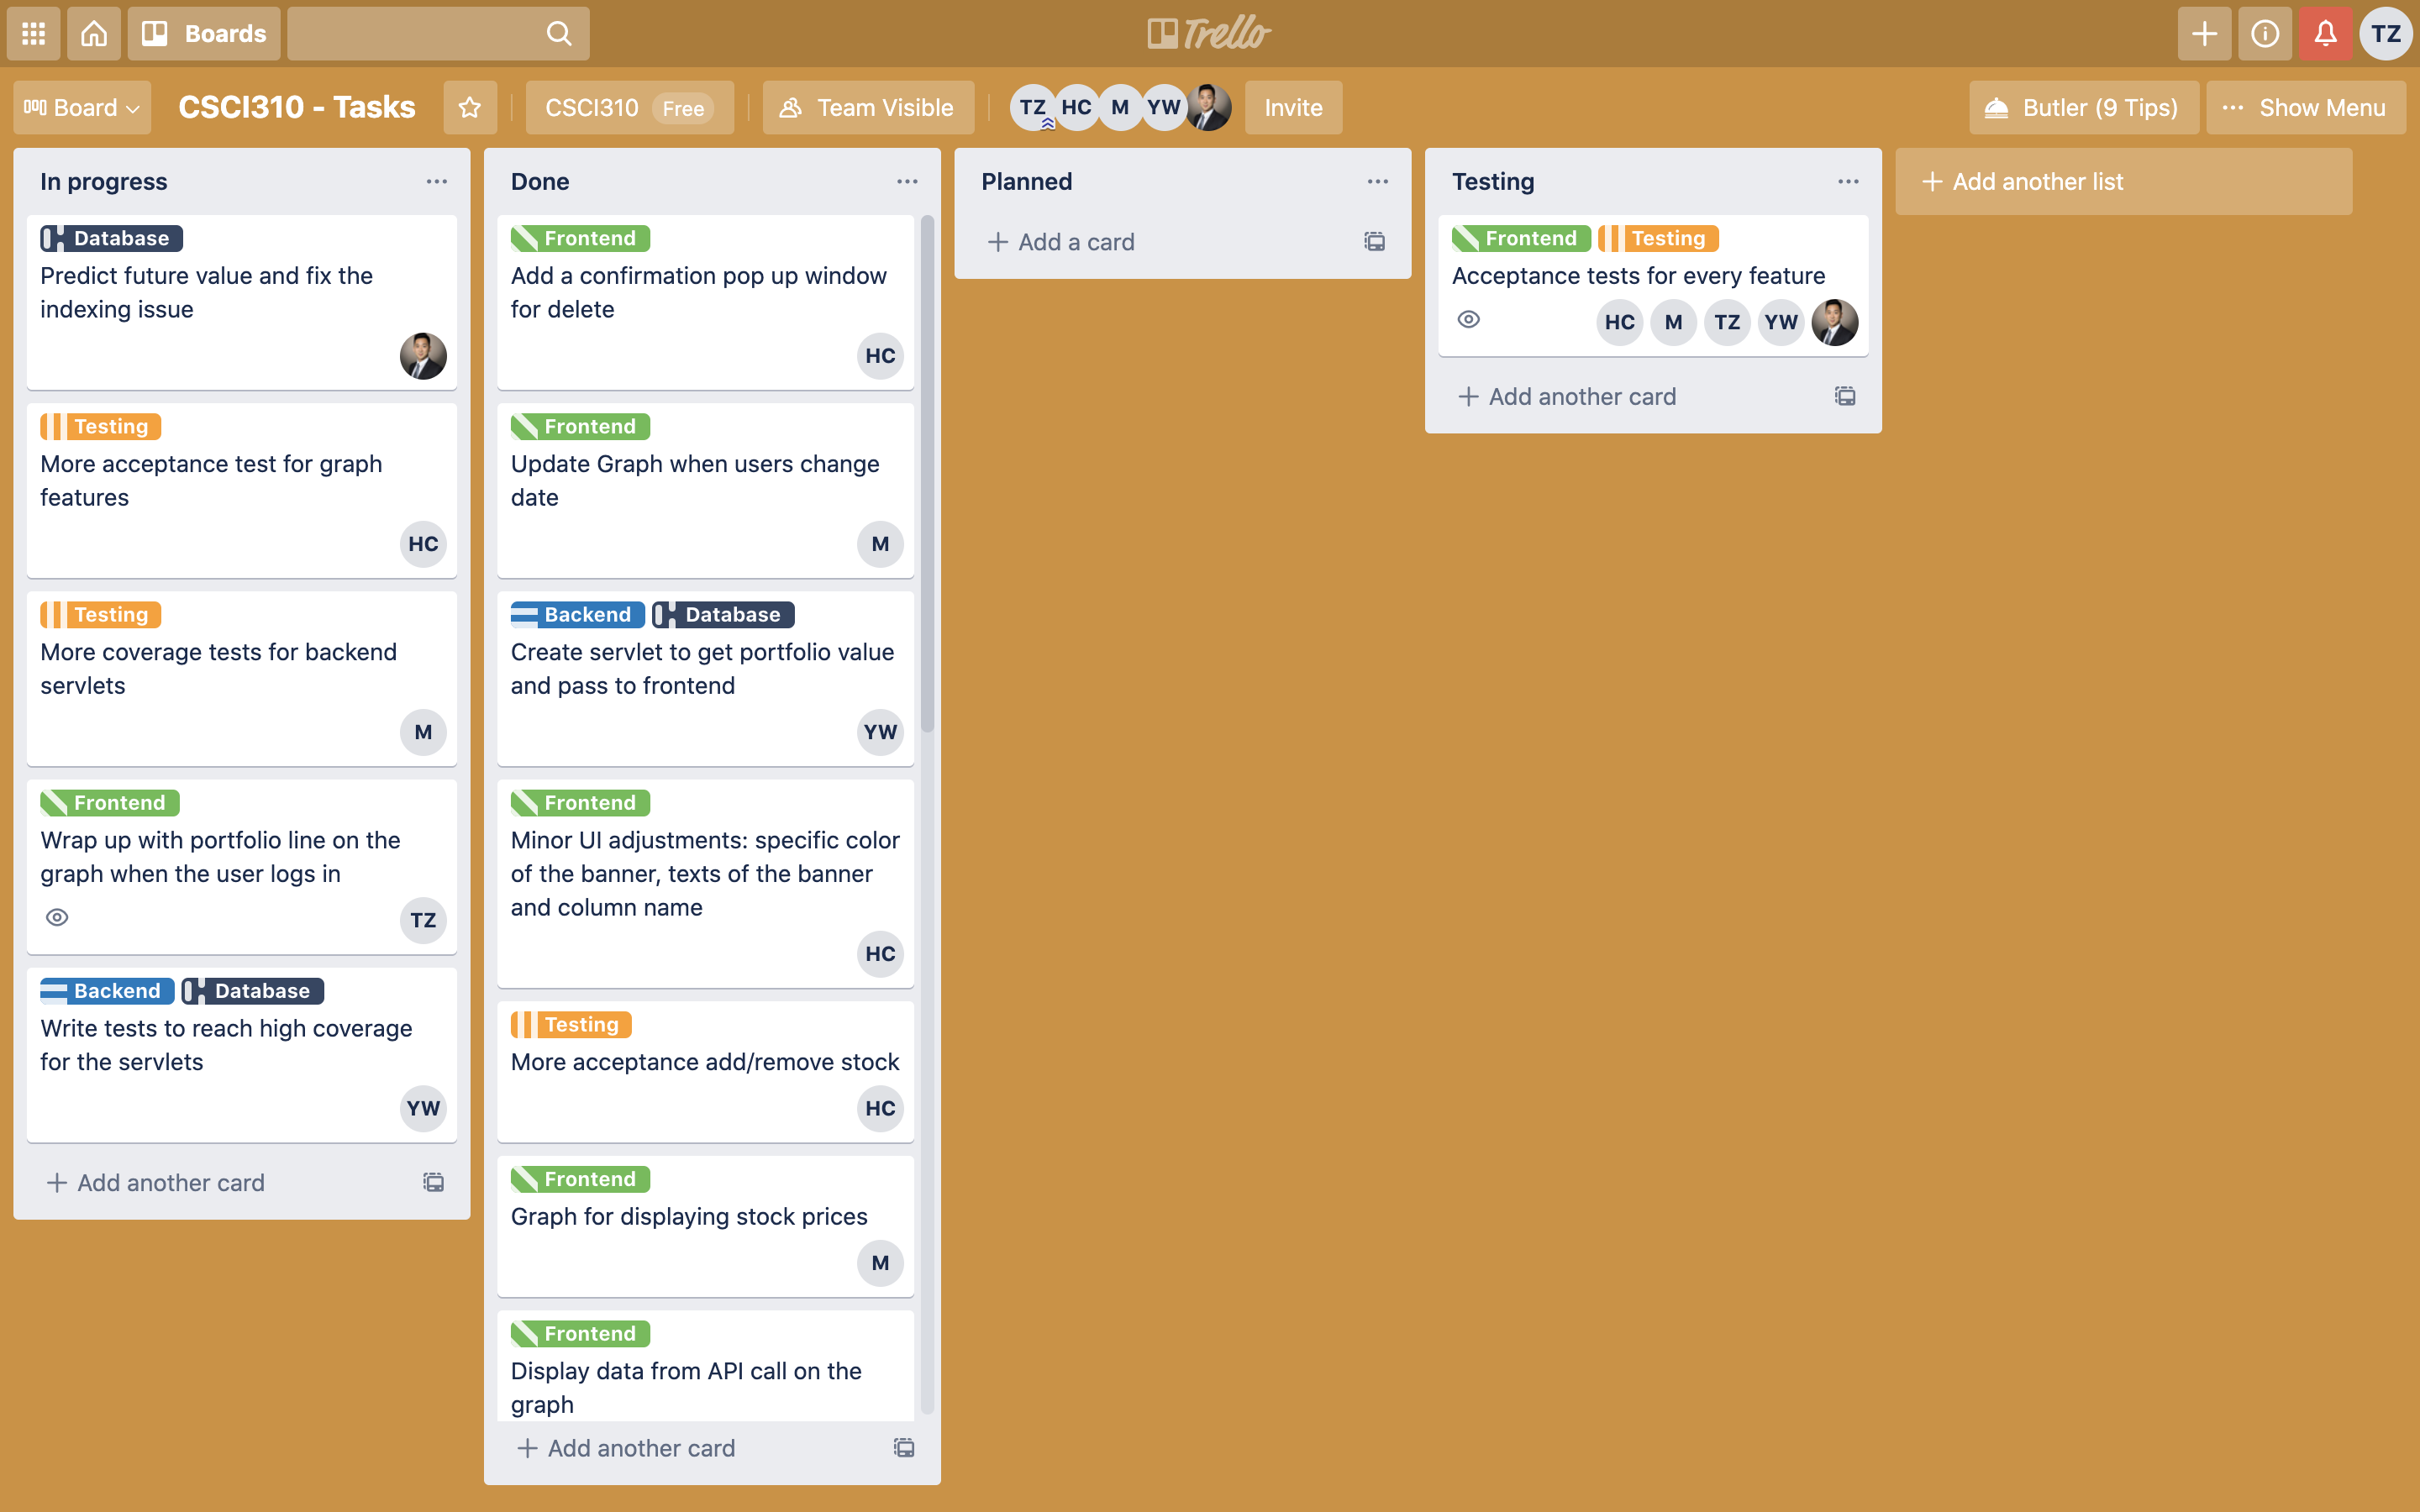 Boards
Trello
TZ
Board
CSCI310 - Tasks
CSCI310 Free
Team Visible
TZ HC M YW
Invite
Butler (9 Tips)
Show Menu
In progress
Database
Predict future value and fix the
indexing issue
Testing
More acceptance test for graph
features
HC
Testing
More coverage tests for backend
servlets
M
Frontend
Wrap up with portfolio line on the
graph when the user logs in
TZ
Backend Database
Write tests to reach high coverage
for the servlets
YW
Add another card
Done
Frontend
Add a confirmation pop up window
for delete
HC
Frontend
Update Graph when users change
date
M
Backend Database
Create servlet to get portfolio value
and pass to frontend
YW
Frontend
Minor UI adjustments: specific color
of the banner, texts of the banner
and column name
HC
Testing
More acceptance add/remove stock
HC
Frontend
Graph for displaying stock prices
M
Frontend
Display data from API call on the
graph
Add another card
Planned
Add a card
Testing
Frontend Testing
Acceptance tests for every feature
HC M TZ YW
Add another card
Add another list